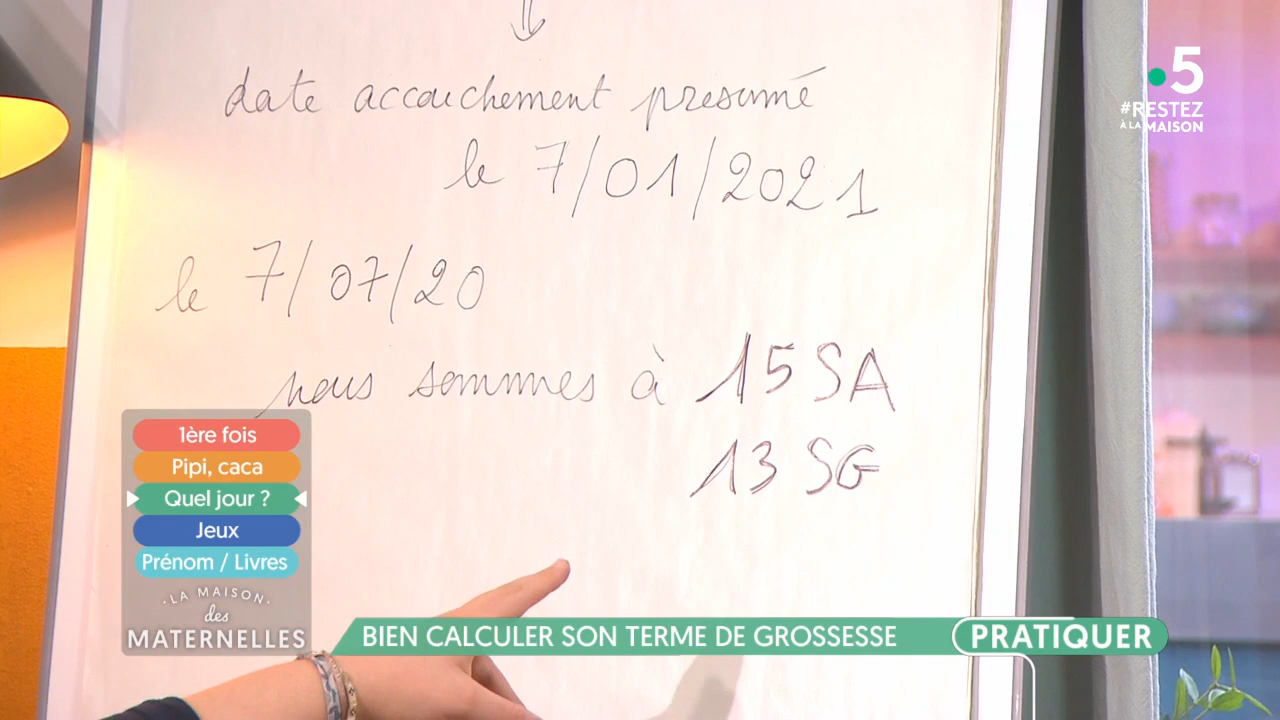 date accouchement presumé
le 7/01/2021
le 7/07/20
nous sommes à 15 SA
13 SG
5
#RESTEZ
À LA MAISON
1ère fois
Pipi, caca
Quel jour ?
Jeux
Prénom / Livres
·LA MAISON·
des
MATERNELLES
BIEN CALCULER SON TERME DE GROSSESSE
PRATIQUER